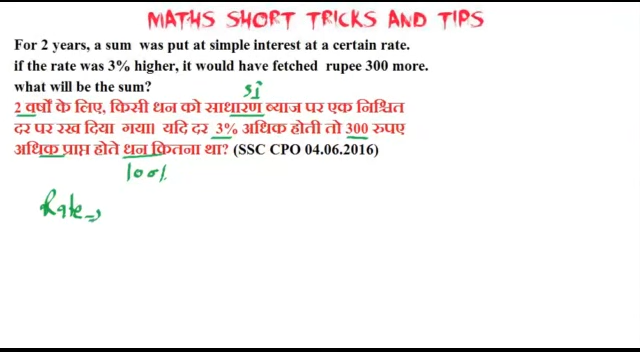 MATHS SHORT TRICKS AND TIPS
For 2 years, a sum was put at simple interest at a certain rate.
if the rate was 3% higher, it would have fetched rupee 300 more.
what will be the sum?
SI
2 वर्षों के लिए, किसी धन को साधारण ब्याज पर एक निश्चित
दर पर रख दिया गया। यदि दर 3% अधिक होती तो 300 रुपए
अधिक प्राप्त होते धन कितना था? (SSC CPO 04.06.2016)
100%
Rate ⇒